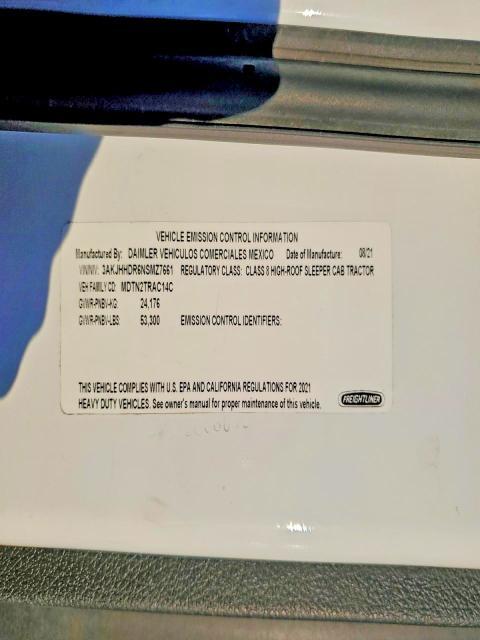 VEHICLE EMISSION CONTROL INFORMATION
Manufactured By: DAIMLER VEHICULOS COMERCIALES MEXICO Date of Manufacture: 08/21
VIN/NIV: 3AKJHHDR6NSMZ7661 REGULATORY CLASS: CLASS 8 HIGH-ROOF SLEEPER CAB TRACTOR
VEH FAMILY CD: MDTN2TRAC14C
GVWR-PNBV-KG: 24,176
GVWR-PNBV-LBS: 53,300 EMISSION CONTROL IDENTIFIERS:
THIS VEHICLE COMPLIES WITH U.S. EPA AND CALIFORNIA REGULATIONS FOR 2021
HEAVY DUTY VEHICLES. See owner's manual for proper maintenance of this vehicle.
FREIGHTLINER